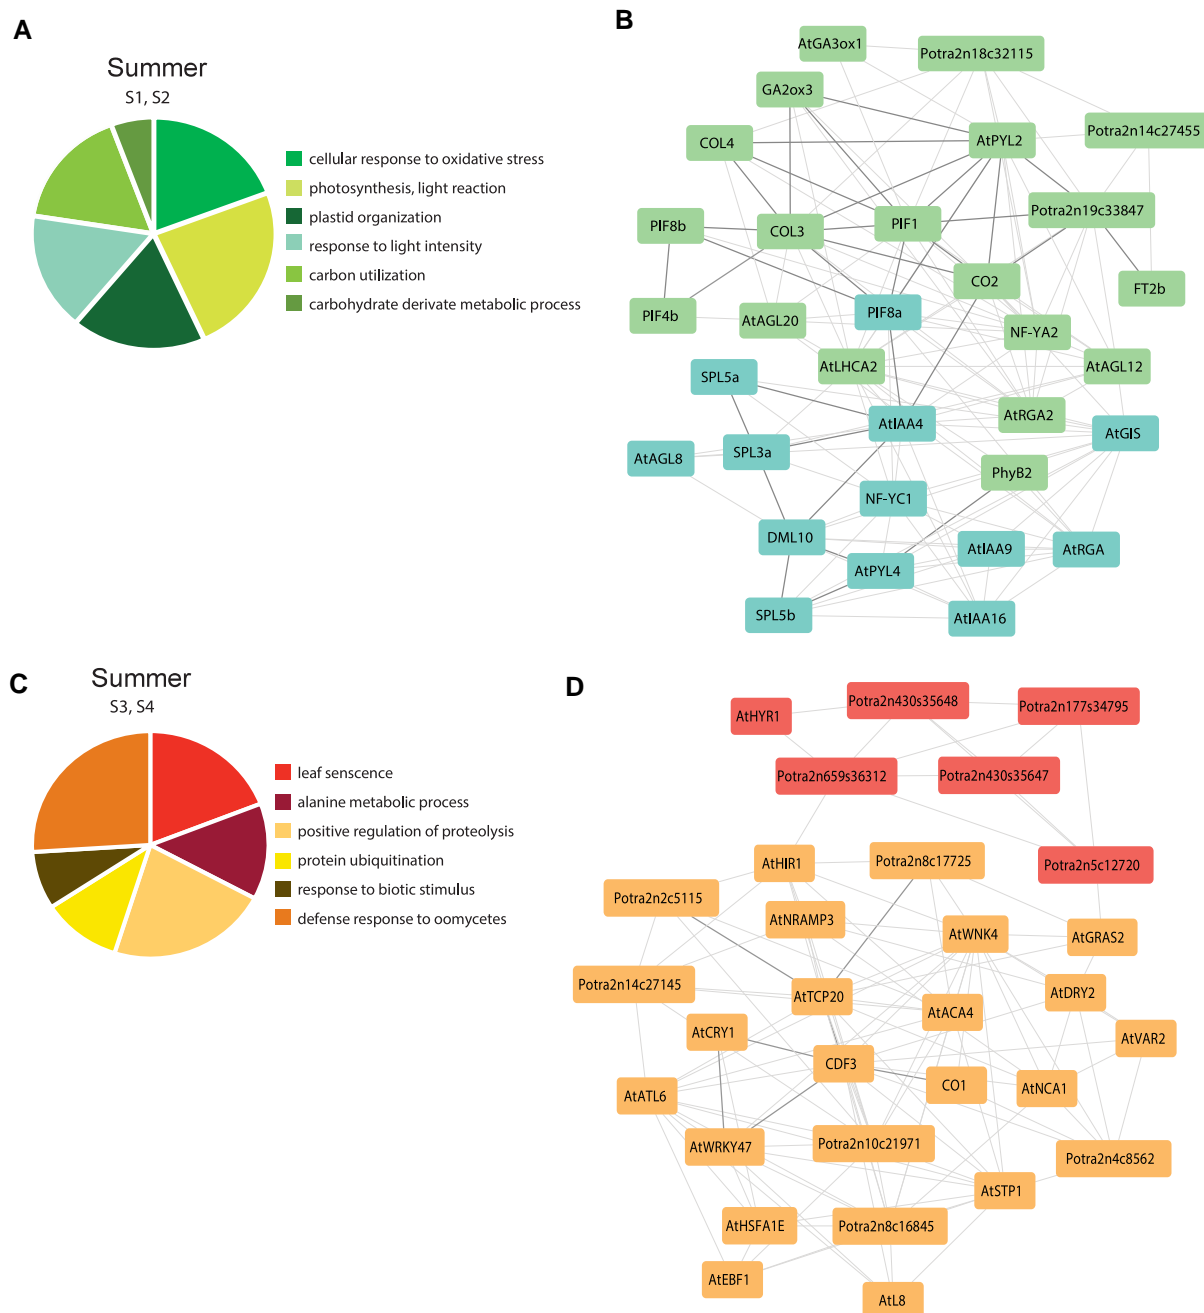 A
Summer
S1, S2
cellular response to oxidative stress
photosynthesis, light reaction
plastid organization
response to light intensity
carbon utilization
carbohydrate derivate metabolic process
B
AtGA3ox1
Potra2n18c32115
GA2ox3
COL4
AtPYL2
Potra2n14c27455
PIF8b
COL3
PIF1
Potra2n19c33847
CO2
FT2b
PIF4b
AtAGL20
PIF8a
NF-YA2
SPL5a
AtLHCA2
AtAGL12
AtIAA4
AtRGA2
AtGIS
AtAGL8
SPL3a
PhyB2
NF-YC1
DML10
AtIAA9
AtRGA
AtPYL4
SPL5b
AtIAA16
C
Summer
S3, S4
leaf senscence
alanine metabolic process
positive regulation of proteolysis
protein ubiquitination
response to biotic stimulus
defense response to oomycetes
D
AtHYR1
Potra2n430s35648
Potra2n177s34795
Potra2n659s36312
Potra2n430s35647
AtHIR1
Potra2n8c17725
Potra2n5c12720
Potra2n2c5115
AtNRAMP3
AtWNK4
AtGRAS2
Potra2n14c27145
AtTCP20
AtACA4
AtDRY2
AtCRY1
AtVAR2
CDF3
CO1
AtNCA1
AtATL6
AtWRKY47
Potra2n10c21971
Potra2n4c8562
AtSTP1
AtHSFA1E
Potra2n8c16845
AtEBF1
AtL8